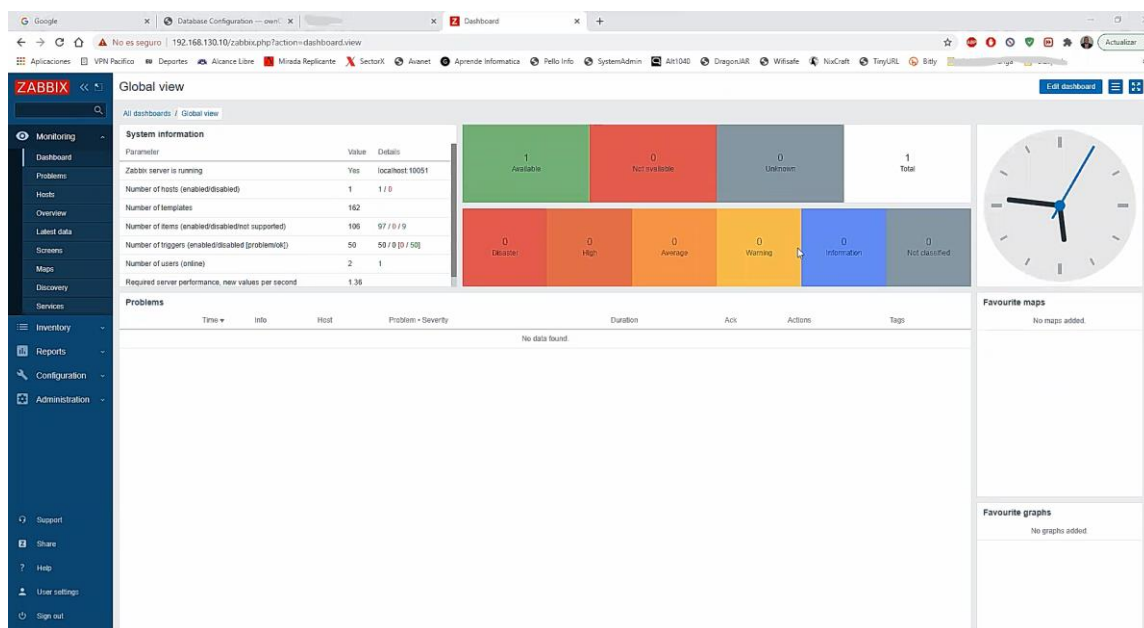 Google
Database Configuration — ownC
Dashboard
No es seguro 192.168.130.10/zabbix.php?action=dashboard.view
Actualizar
Aplicaciones VPN Pacifico Deportes Alcance Libre Mirada Replicante SectorX Avanet Aprende Informatica Pello Info SystemAdmin Alt1040 DragonJAR Wifisafe NixCraft TinyURL Bitly
ZABBIX
Global view
Edit dashboard
All dashboards / Global view
Monitoring
Dashboard
Problems
Hosts
Overview
Latest data
Screens
Maps
Discovery
Services
Inventory
Reports
Configuration
Administration
Support
Share
Help
User settings
Sign out
System information
Parameter Value Details
Zabbix server is running Yes localhost:10051
Number of hosts (enabled/disabled) 1 1 / 0
Number of templates 162
Number of items (enabled/disabled/not supported) 106 97 / 0 / 9
Number of triggers (enabled/disabled [problem/ok]) 50 50 / 0 [0 / 50]
Number of users (online) 2 1
Required server performance, new values per second 1.36
1
Available
0
Not available
0
Unknown
1
Total
0
Disaster
0
High
0
Average
0
Warning
0
Information
0
Not classified
Problems
Time Info Host Problem • Severity Duration Ack Actions Tags
No data found.
Favourite maps
No maps added.
Favourite graphs
No graphs added.